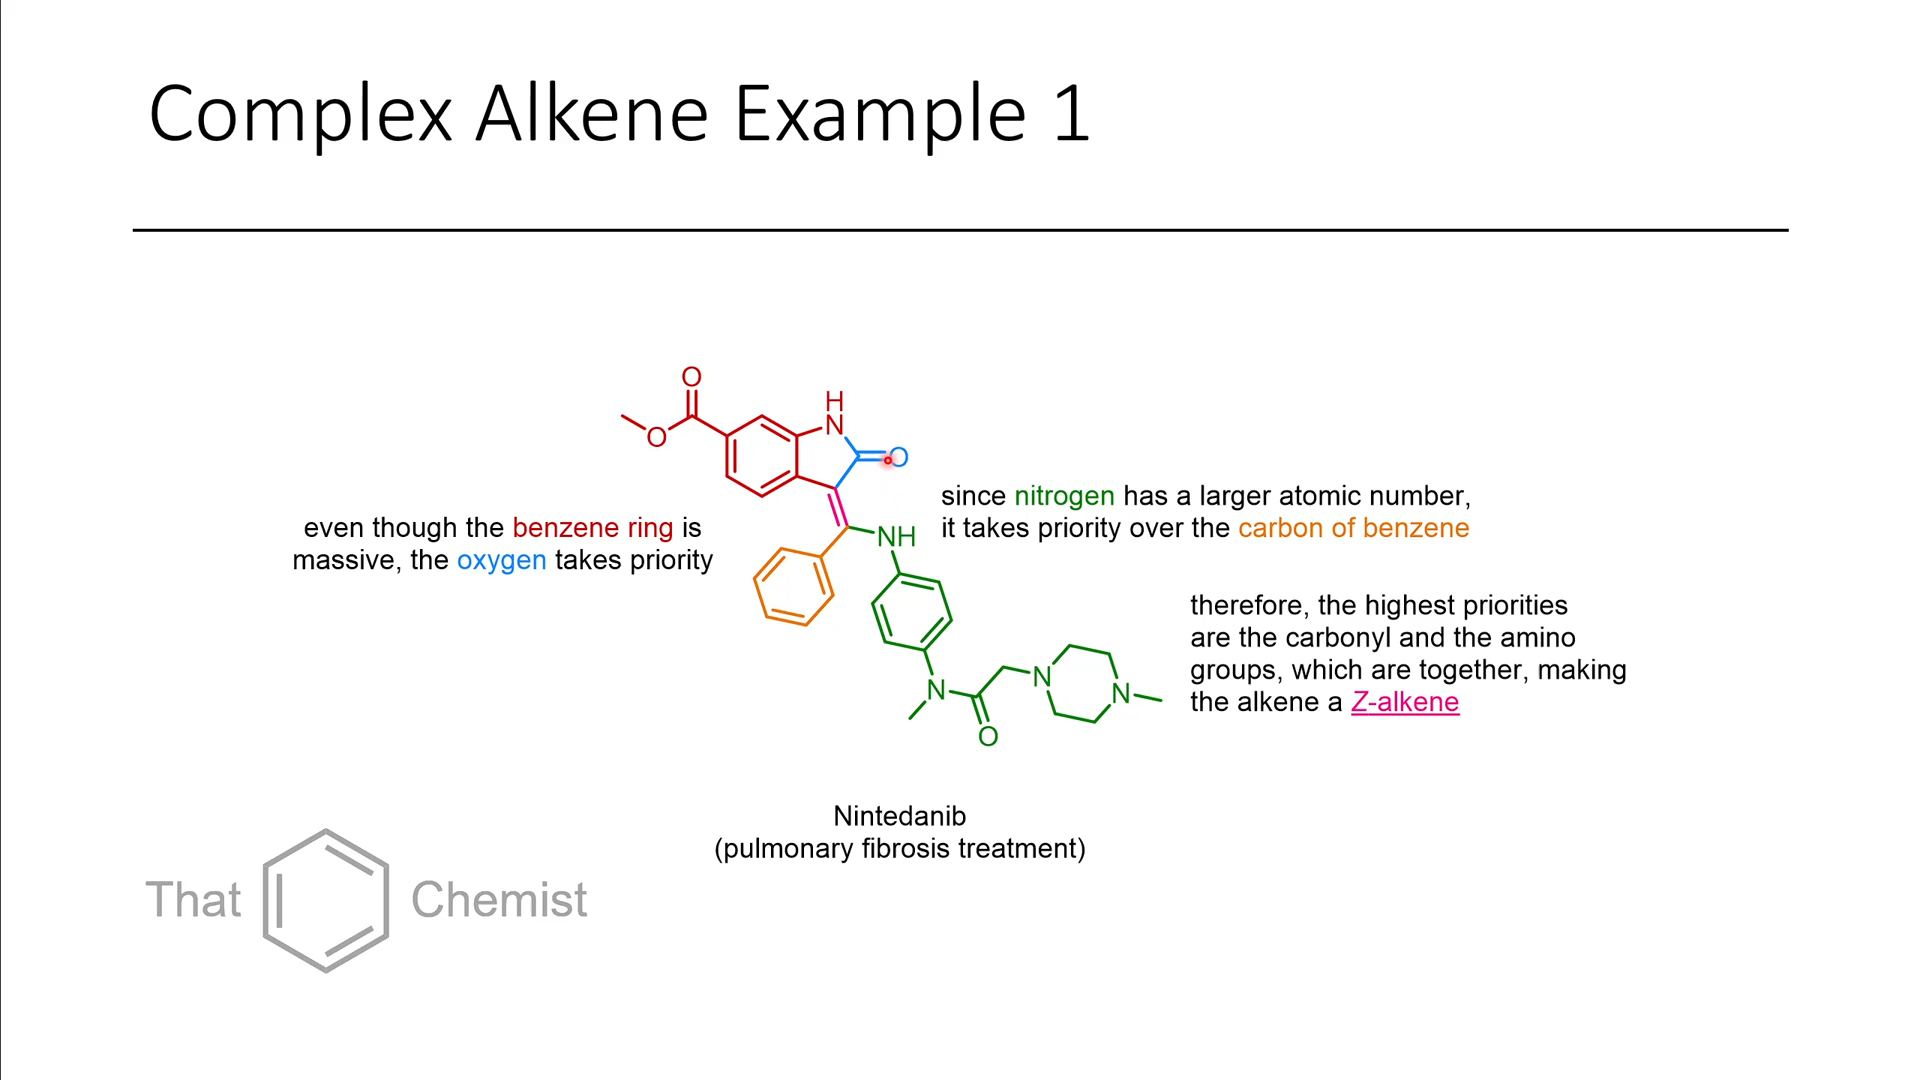 Complex Alkene Example 1
O
O
H
N
O
since nitrogen has a larger atomic number,
it takes priority over the carbon of benzene
even though the benzene ring is
massive, the oxygen takes priority
NH
therefore, the highest priorities
are the carbonyl and the amino
groups, which are together, making
the alkene a Z-alkene
N
O
N
N
Nintedanib
(pulmonary fibrosis treatment)
That Chemist